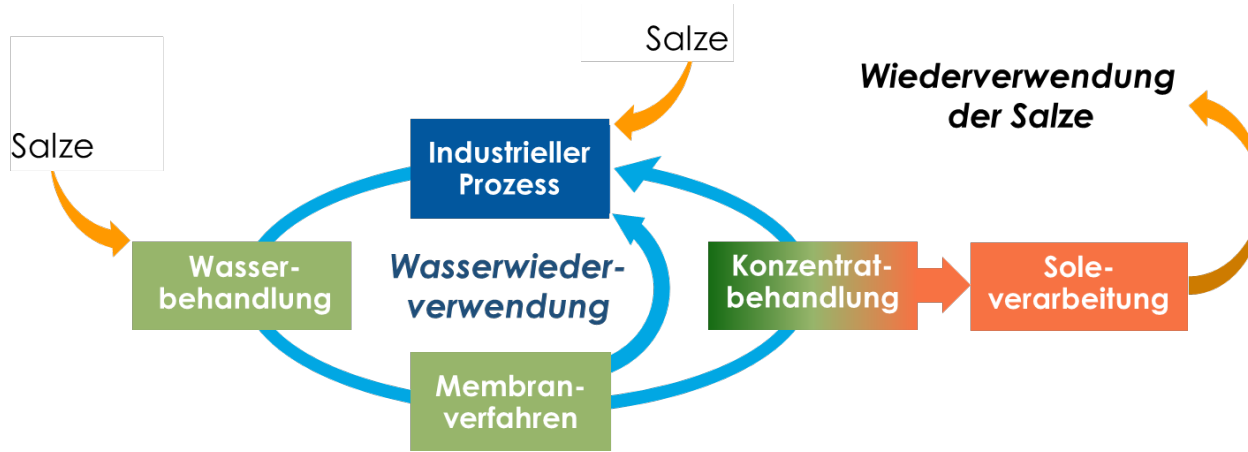 Salze
Salze
Wiederverwendung
der Salze
Industrieller
Prozess
Wasser-
behandlung
Wasserwieder-
verwendung
Konzentrat-
behandlung
Sole-
verarbeitung
Membran-
verfahren